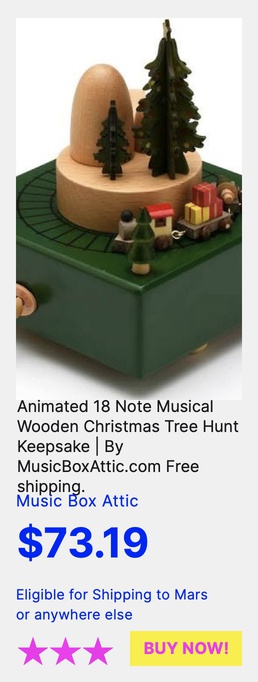 Animated 18 Note Musical
Wooden Christmas Tree Hunt
Keepsake | By
MusicBoxAttic.com Free
shipping.
Music Box Attic
$73.19
Eligible for Shipping to Mars
or anywhere else
BUY NOW!